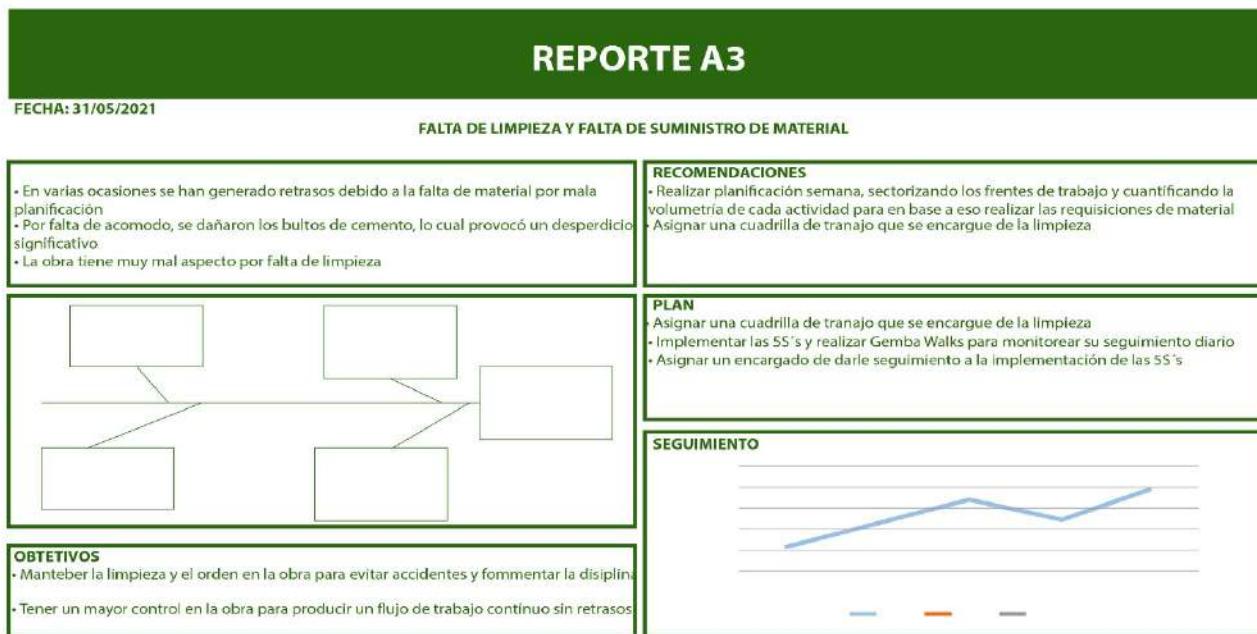 REPORTE A3
FECHA: 31/05/2021
FALTA DE LIMPIEZA Y FALTA DE SUMINISTRO DE MATERIAL
• En varias ocasiones se han generado retrasos debido a la falta de material por mala
planificación
• Por falta de acomodo, se dañaron los bultos de cemento, lo cual provocó un desperdicio
significativo
• La obra tiene muy mal aspecto por falta de limpieza
OBTETIVOS
• Manteber la limpieza y el orden en la obra para evitar accidentes y fommentar la disiplina
• Tener un mayor control en la obra para producir un flujo de trabajo contínuo sin retrasos
RECOMENDACIONES
• Realizar planificación semana, sectorizando los frentes de trabajo y cuantificando la
volumetría de cada actividad para en base a eso realizar las requisiciones de material
• Asignar una cuadrilla de tranajo que se encargue de la limpieza
PLAN
• Asignar una cuadrilla de tranajo que se encargue de la limpieza
• Implementar las 5S´s y realizar Gemba Walks para monitorear su seguimiento diario
• Asignar un encargado de darle seguimiento a la implementación de las 5S´s
SEGUIMIENTO